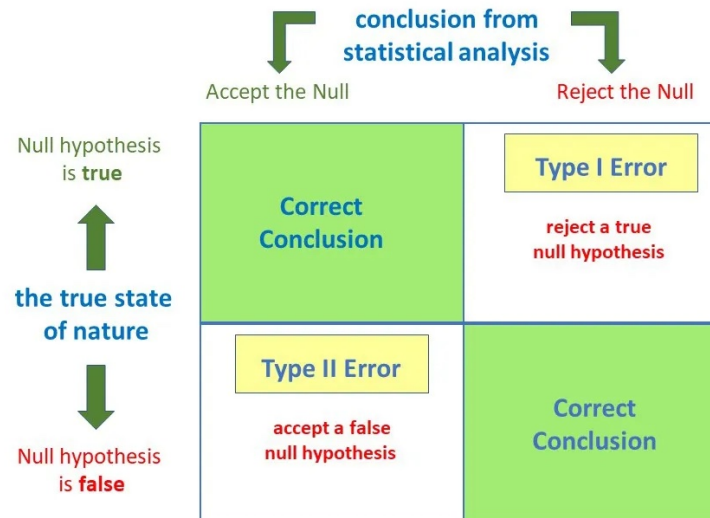 conclusion from
statistical analysis
Accept the Null
Reject the Null
Null hypothesis
is true
Correct
Conclusion
Type I Error
reject a true
null hypothesis
the true state
of nature
Type II Error
accept a false
null hypothesis
Correct
Conclusion
Null hypothesis
is false